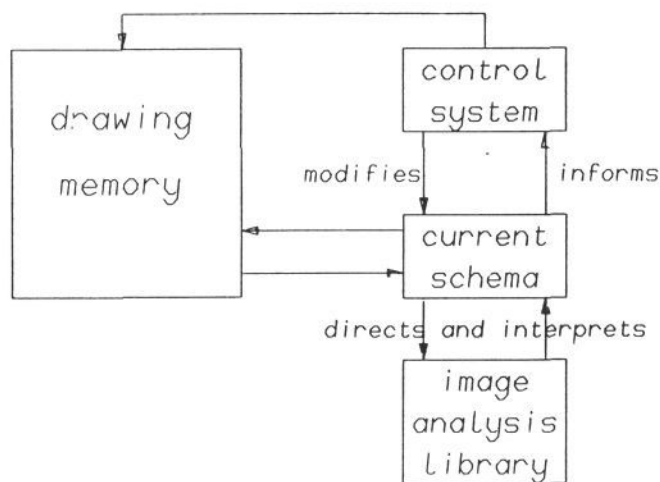 drawing
memory
control
system
modifies
informs
current
schema
directs and interprets
image
analysis
library